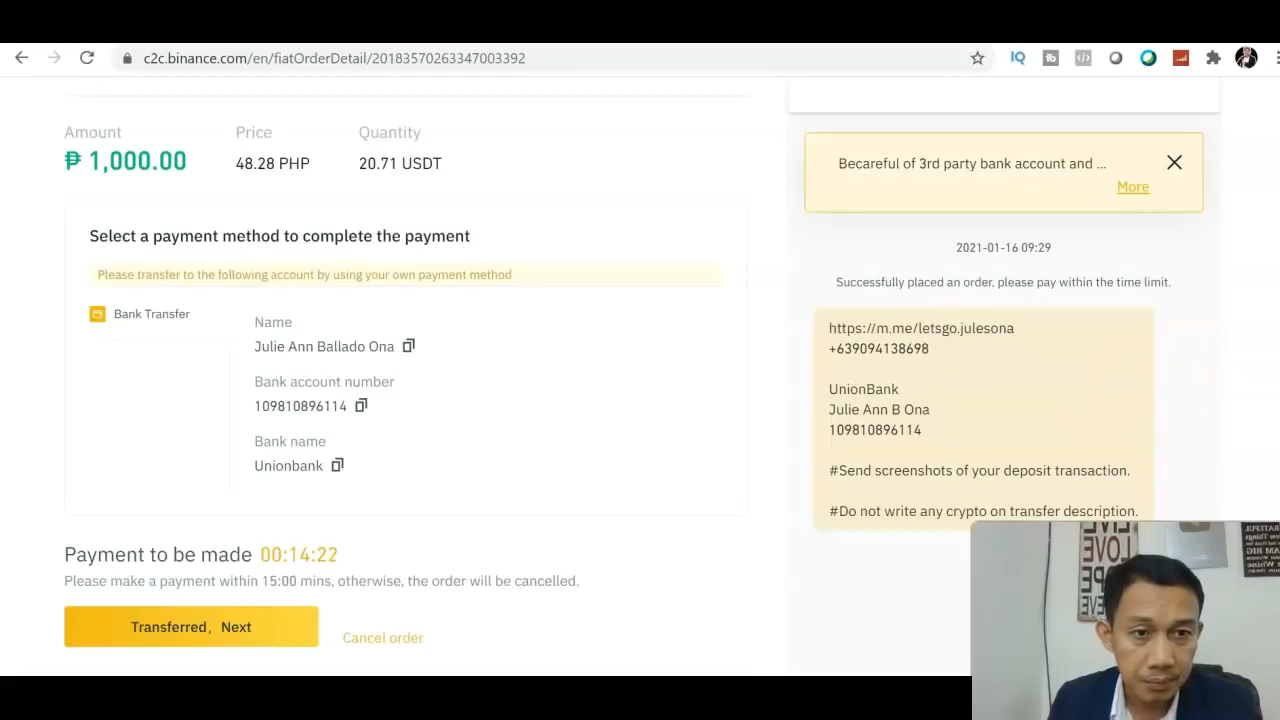 c2c.binance.com/en/fiatOrderDetail/20183570263347003392
Amount Price Quantity
₱ 1,000.00 48.28 PHP 20.71 USDT
Select a payment method to complete the payment
Please transfer to the following account by using your own payment method
Bank Transfer
Name
Julie Ann Ballado Ona
Bank account number
109810896114
Bank name
Unionbank
Payment to be made 00:14:22
Please make a payment within 15:00 mins, otherwise, the order will be cancelled.
Transferred, Next
Cancel order
Becareful of 3rd party bank account and ...
More
2021-01-16 09:29
Successfully placed an order, please pay within the time limit.
https://m.me/letsgo.julesona
+639094138698
UnionBank
Julie Ann B Ona
109810896114
#Send screenshots of your deposit transaction.
#Do not write any crypto on transfer description.
LIVE
LOVE